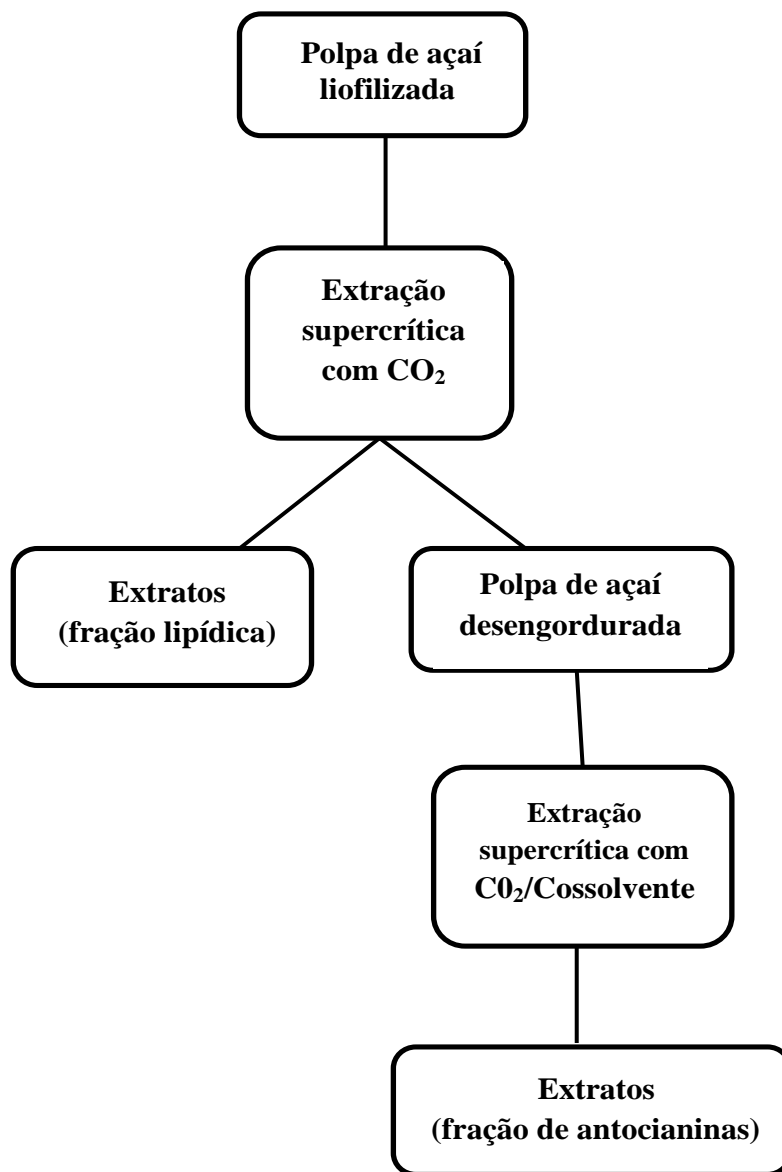 Polpa de açaí
liofilizada
Extração
supercrítica
com CO₂
Extratos
(fração lipídica)
Polpa de açaí
desengordurada
Extração
supercrítica com
C0₂/Cossolvente
Extratos
(fração de antocianinas)